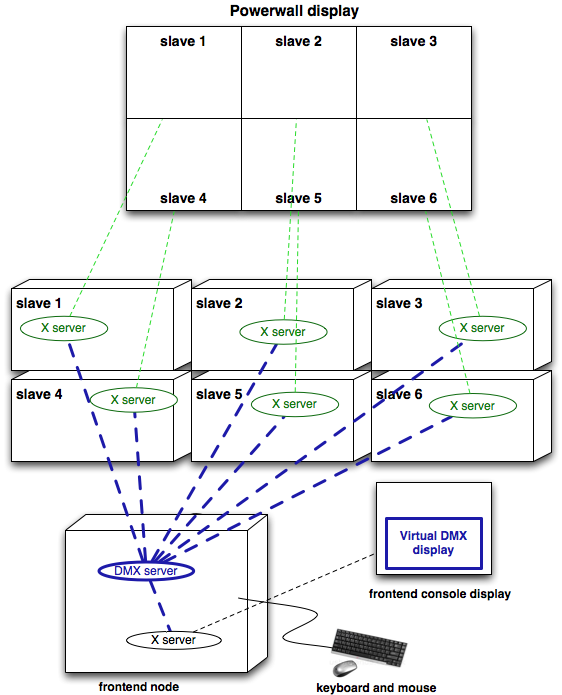 Powerwall display
slave 1
slave 2
slave 3
slave 4
slave 5
slave 6
slave 1
X server
slave 2
X server
slave 3
X server
slave 4
X server
slave 5
X server
slave 6
X server
Virtual DMX
display
DMX server
frontend console display
X server
frontend node
keyboard and mouse